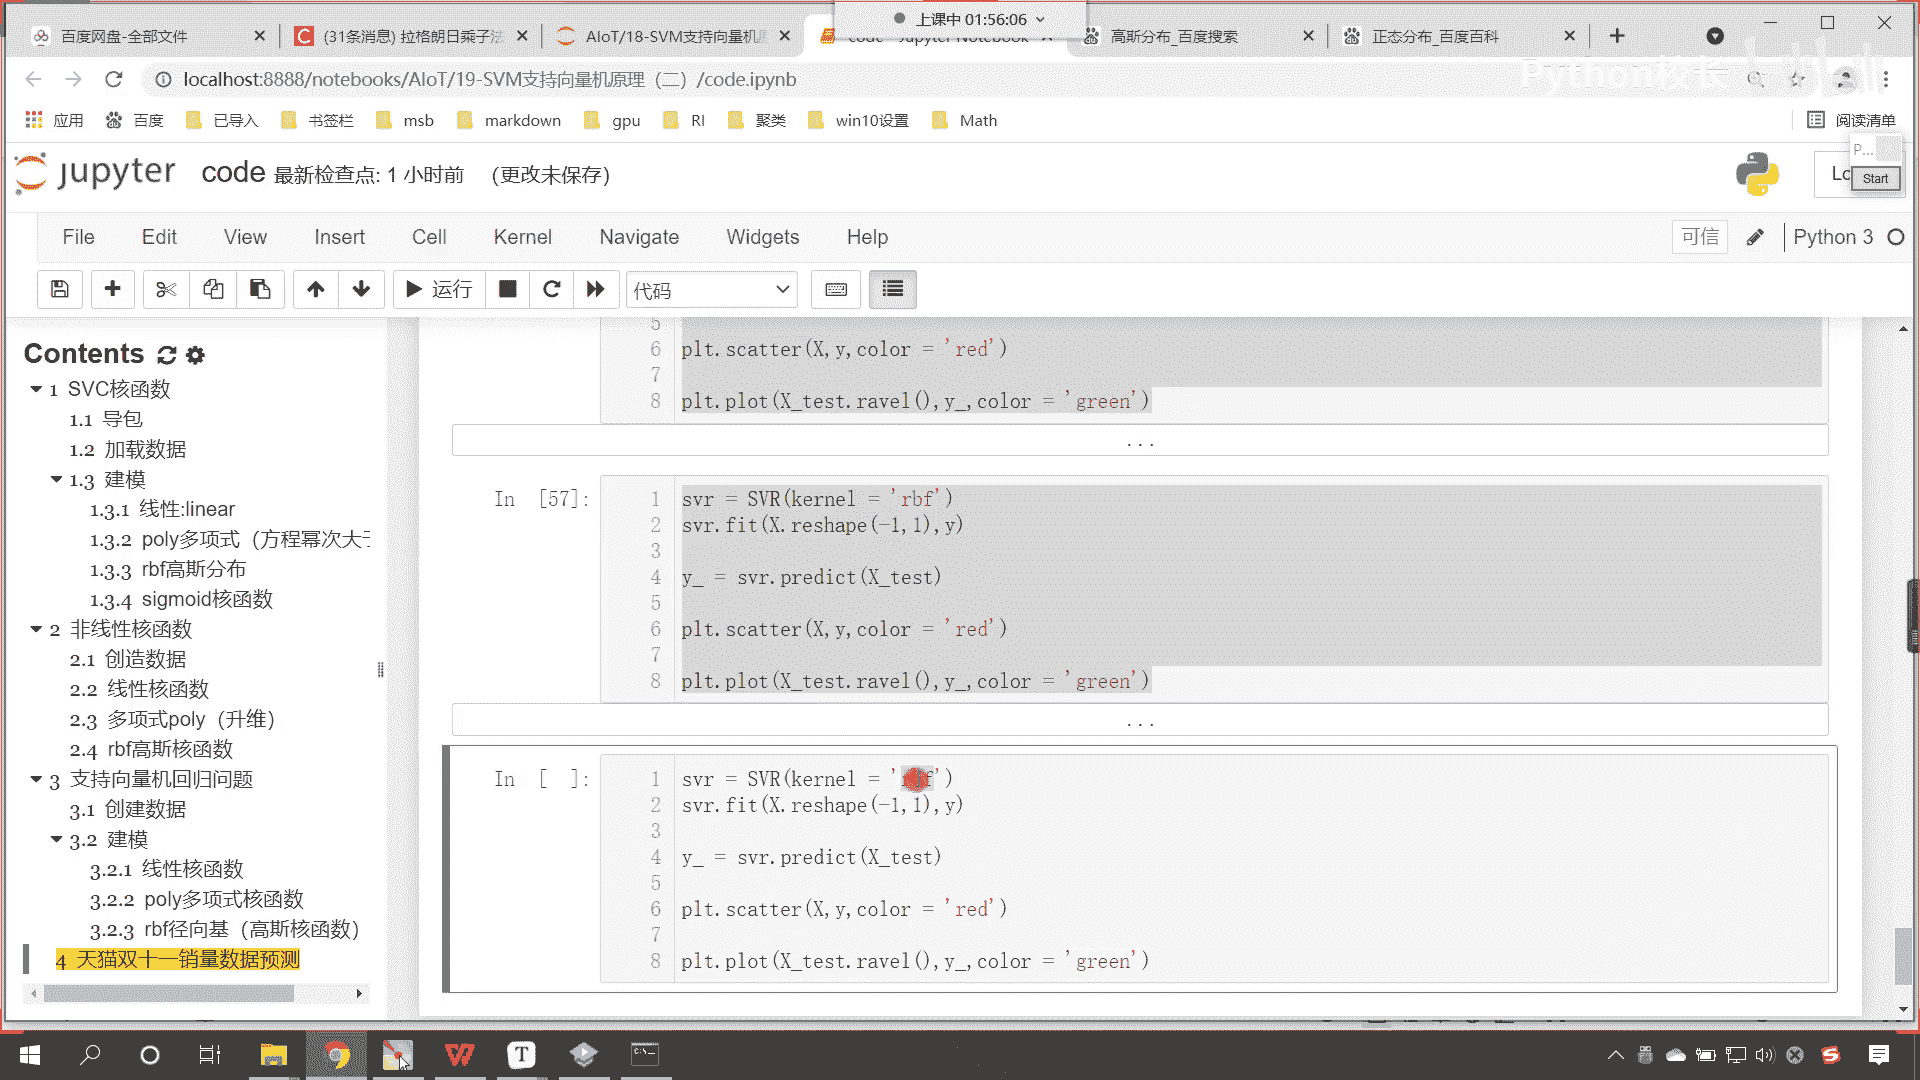 上课中 01:56:06
百度网盘-全部文件
(31条消息) 拉格朗日乘子法
AIoT/18-SVM支持向量机
code - Jupyter Notebook
高斯分布_百度搜索
正态分布_百度百科
localhost:8888/notebooks/AIoT/19-SVM支持向量机原理（二）/code.ipynb
Python校长
应用 百度 已导入 书签栏 msb markdown gpu RI 聚类 win10设置 Math 阅读清单
P...
Start
jupyter code 最新检查点: 1 小时前 (更改未保存)
File Edit View Insert Cell Kernel Navigate Widgets Help 可信 Python 3
运行 代码
Contents
1 SVC核函数
1.1 导包
1.2 加载数据
1.3 建模
1.3.1 线性:linear
1.3.2 poly多项式（方程幂次大于
1.3.3 rbf高斯分布
1.3.4 sigmoid核函数
2 非线性核函数
2.1 创造数据
2.2 线性核函数
2.3 多项式poly（升维）
2.4 rbf高斯核函数
3 支持向量机回归问题
3.1 创建数据
3.2 建模
3.2.1 线性核函数
3.2.2 poly多项式核函数
3.2.3 rbf径向基（高斯核函数）
4 天猫双十一销量数据预测
5
6 plt.scatter(X,y,color = 'red')
7
8 plt.plot(X_test.ravel(),y_,color = 'green')
...
In [57]:
1 svr = SVR(kernel = 'rbf')
2 svr.fit(X.reshape(-1,1),y)
3
4 y_ = svr.predict(X_test)
5
6 plt.scatter(X,y,color = 'red')
7
8 plt.plot(X_test.ravel(),y_,color = 'green')
...
In [ ]:
1 svr = SVR(kernel = 'rbf')
2 svr.fit(X.reshape(-1,1),y)
3
4 y_ = svr.predict(X_test)
5
6 plt.scatter(X,y,color = 'red')
7
8 plt.plot(X_test.ravel(),y_,color = 'green')